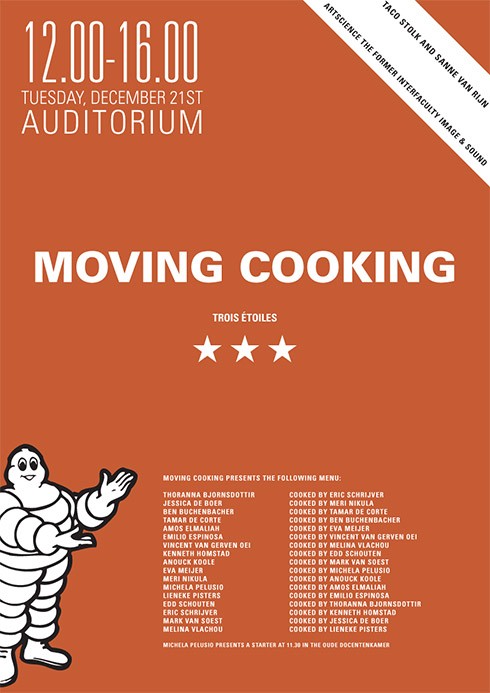 12.00-16.00
TUESDAY, DECEMBER 21ST
AUDITORIUM
TACO STOLK AND SANNE VAN RIJN
ARTSCIENCE THE FORMER INTERFACULTY IMAGE & SOUND
MOVING COOKING
TROIS ÉTOILES
MOVING COOKING PRESENTS THE FOLLOWING MENU:
THORANNA BJORNSDOTTIR COOKED BY ERIC SCHRIJVER
JESSICA DE BOER COOKED BY MERI NIKULA
BEN BUCHENBACHER COOKED BY TAMAR DE CORTE
TAMAR DE CORTE COOKED BY BEN BUCHENBACHER
AMOS ELMALIAH COOKED BY EVA MEIJER
EMILIO ESPINOSA COOKED BY VINCENT VAN GERVEN OEI
VINCENT VAN GERVEN OEI COOKED BY MELINA VLACHOU
KENNETH HOMSTAD COOKED BY EDD SCHOUTEN
ANOUCK KOOLE COOKED BY MARK VAN SOEST
EVA MEIJER COOKED BY MICHELA PELUSIO
MERI NIKULA COOKED BY ANOUCK KOOLE
MICHELA PELUSIO COOKED BY AMOS ELMALIAH
LIENEKE PISTERS COOKED BY EMILIO ESPINOSA
EDD SCHOUTEN COOKED BY THORANNA BJORNSDOTTIR
ERIC SCHRIJVER COOKED BY KENNETH HOMSTAD
MARK VAN SOEST COOKED BY JESSICA DE BOER
MELINA VLACHOU COOKED BY LIENEKE PISTERS
MICHELA PELUSIO PRESENTS A STARTER AT 11.30 IN THE OUDE DOCENTENKAMER